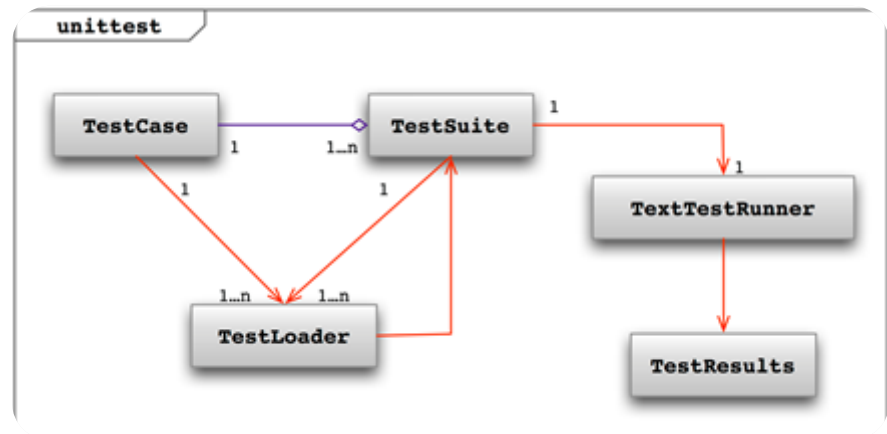 unittest
TestCase
TestSuite
1
1
1…n
1
TextTestRunner
1
1
1…n
1…n
TestLoader
TestResults